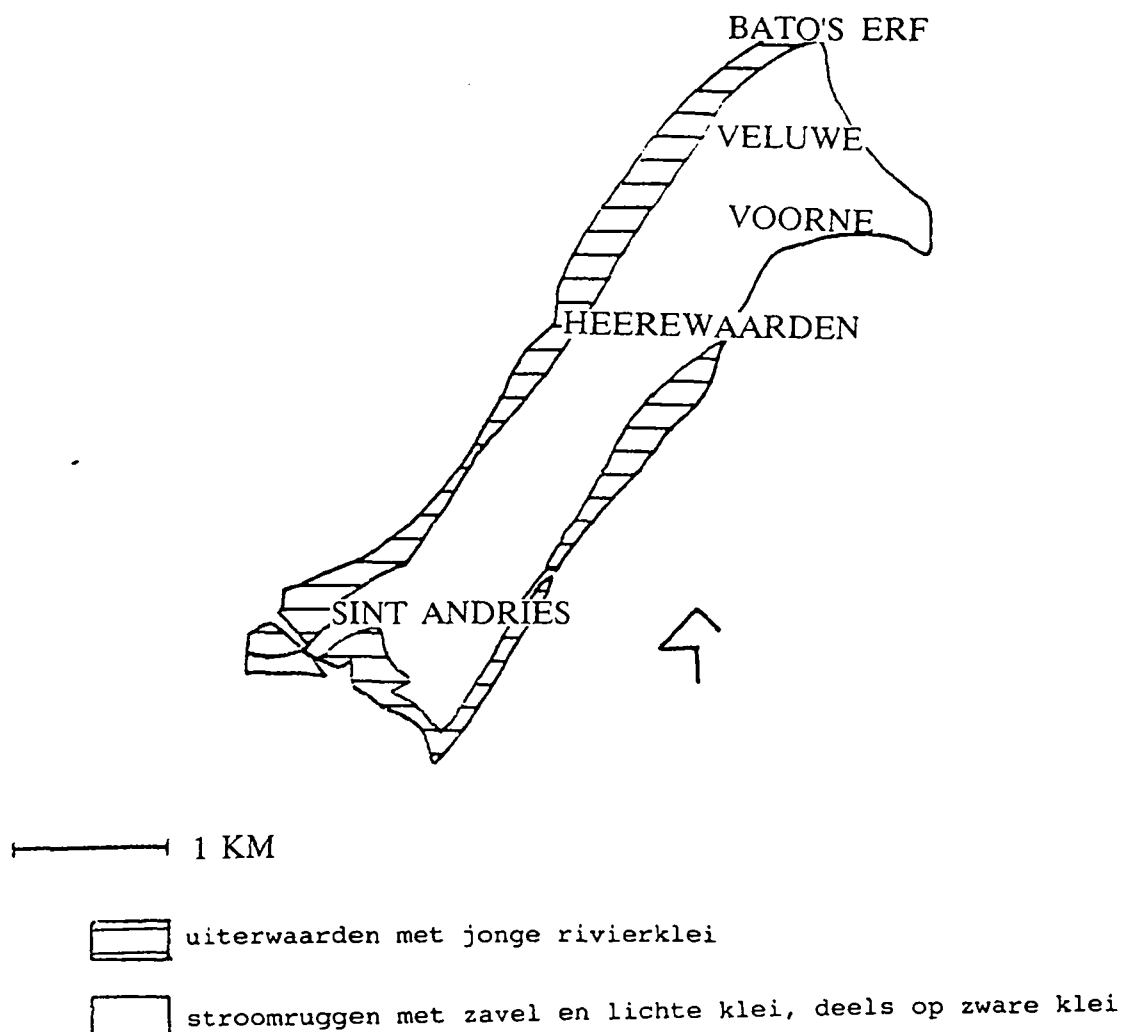 BATO'S ERF
VELUWE
VOORNE
HEEREWAARDEN
SINT ANDRIES
1 KM
uiterwaarden met jonge rivierklei
stroomruggen met zavel en lichte klei, deels op zware klei